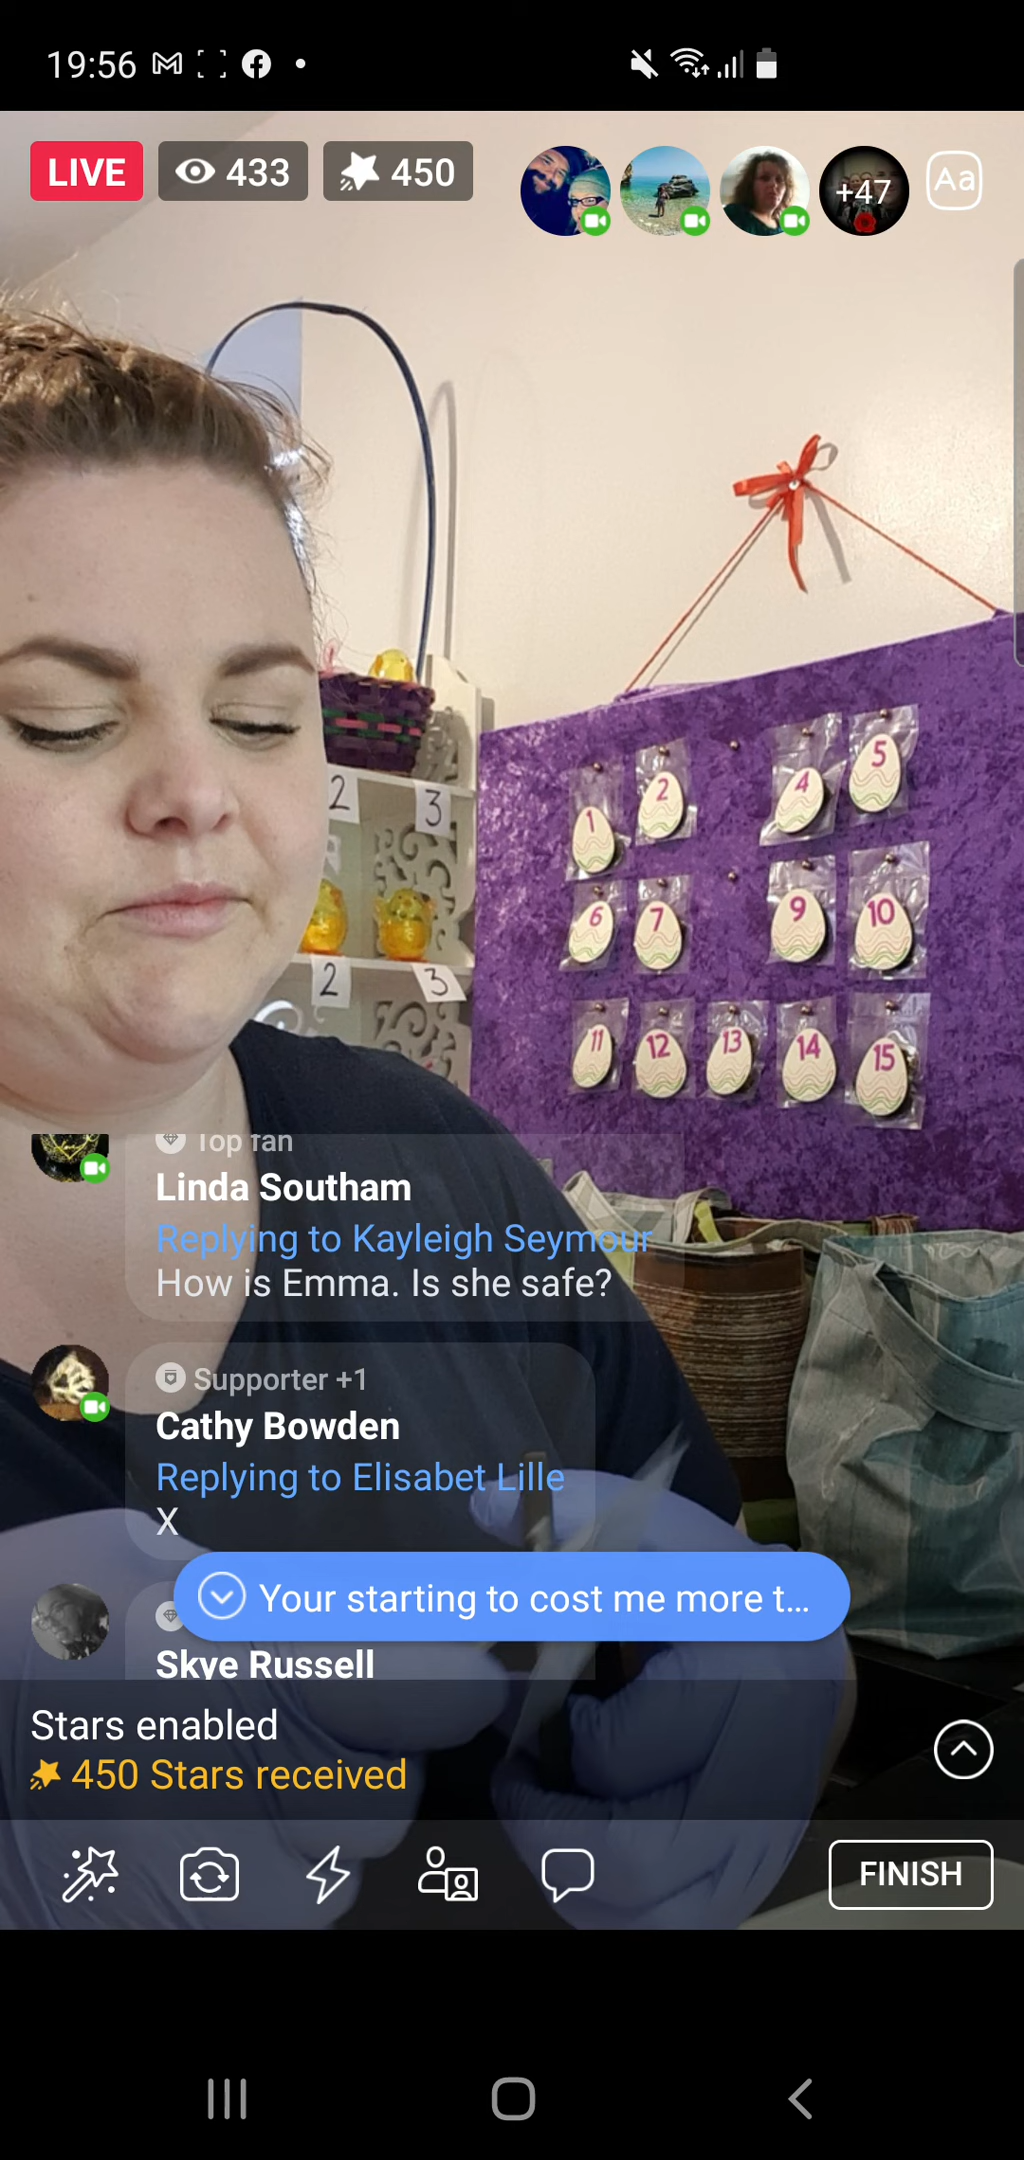 19:56
LIVE 433 450
+47 Aa
1 2 4 5
6 7 9 10
11 12 13 14 15
2 3
2 3
Top fan
Linda Southam
Replying to Kayleigh Seymour
How is Emma. Is she safe?
Supporter +1
Cathy Bowden
Replying to Elisabet Lille
X
Your starting to cost me more t...
Skye Russell
Stars enabled
450 Stars received
FINISH